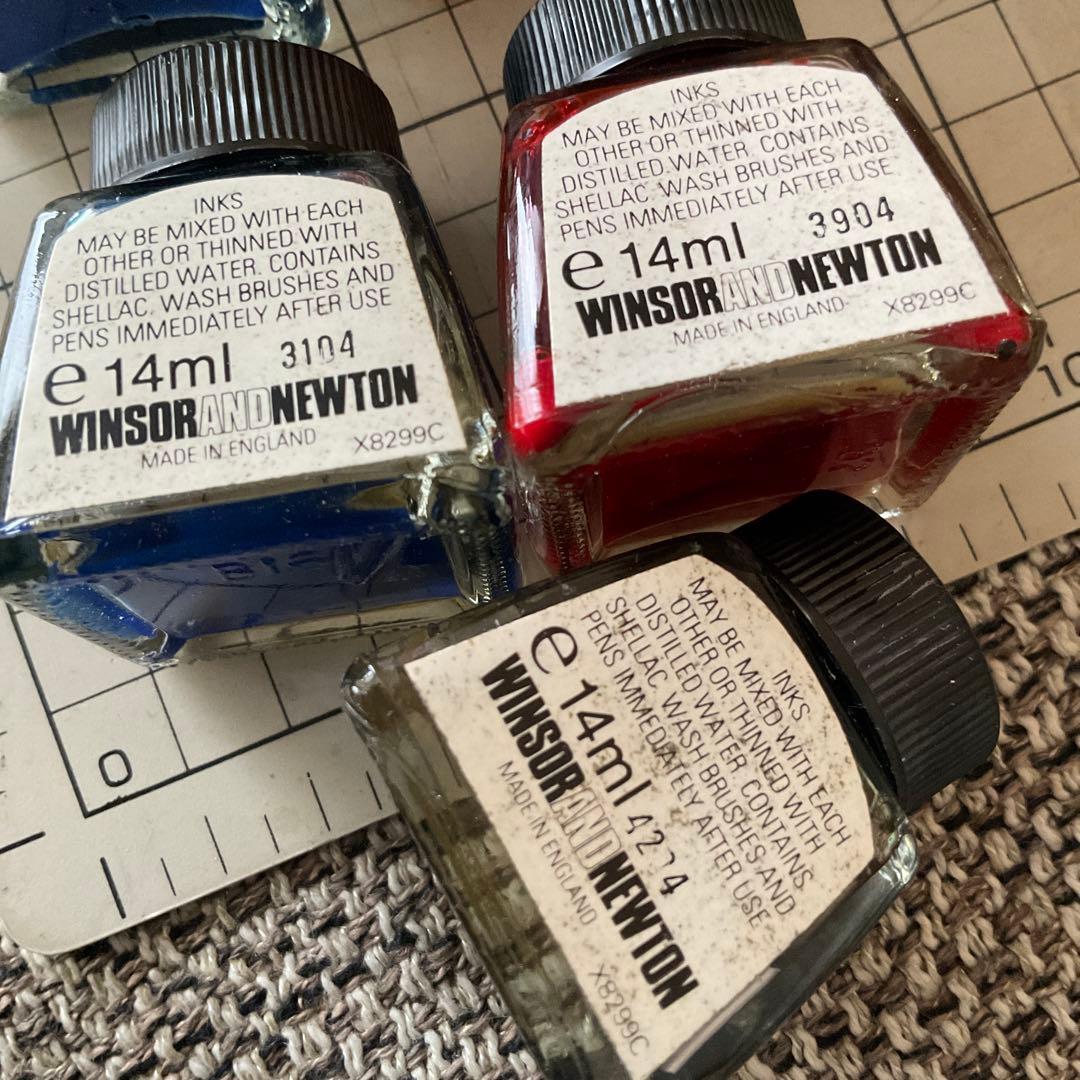 INKS
MAY BE MIXED WITH EACH
OTHER OR THINNED WITH
DISTILLED WATER. CONTAINS
SHELLAC. WASH BRUSHES AND
PENS IMMEDIATELY AFTER USE
e 14ml 3104
WINSORANDNEWTON
MADE IN ENGLAND X8299C
INKS
MAY BE MIXED WITH EACH
OTHER OR THINNED WITH
DISTILLED WATER. CONTAINS
SHELLAC. WASH BRUSHES AND
PENS IMMEDIATELY AFTER USE
e 14ml 3904
WINSORANDNEWTON
MADE IN ENGLAND X8299C
INKS
MAY BE MIXED WITH EACH
OTHER OR THINNED WITH
DISTILLED WATER. CONTAINS
SHELLAC. WASH BRUSHES AND
PENS IMMEDIATELY AFTER USE
e 14ml
WINSORANDNEWTON
MADE IN ENGLAND X8299C
0
10